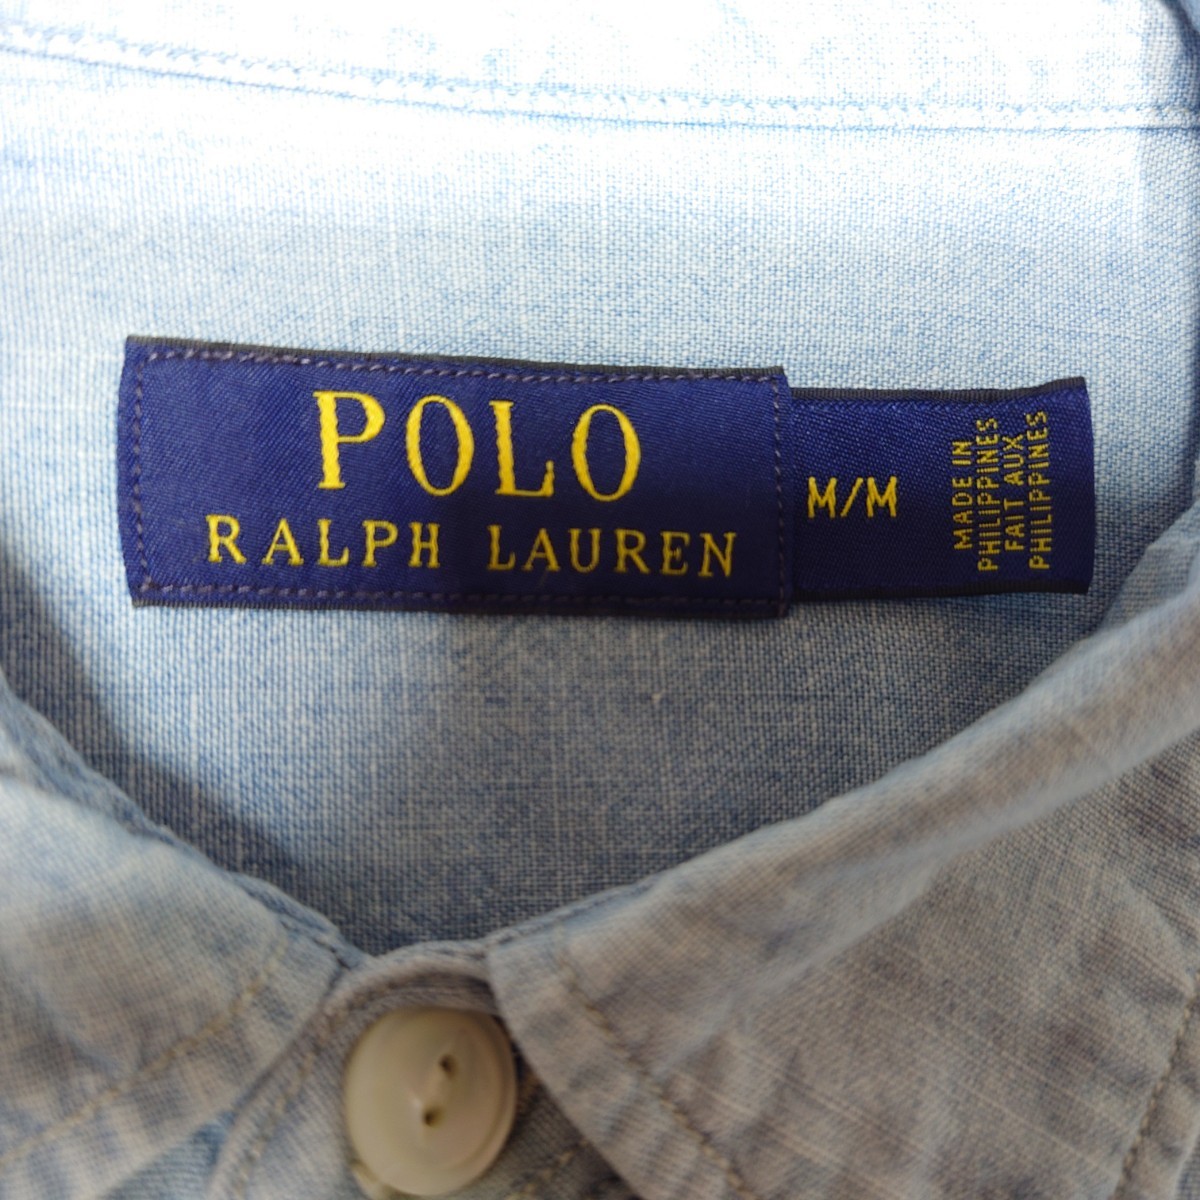 POLO
RALPH LAUREN
M/M
MADE IN
PHILIPPINES
FAIT AUX
PHILIPPINES